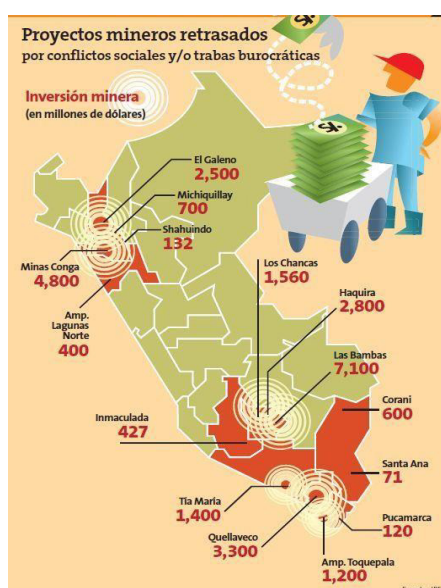 Proyectos mineros retrasados
por conflictos sociales y/o trabas burocráticas
Inversión minera
(en millones de dólares)
El Galeno
2,500
Michiquillay
700
Shahuindo
132
Minas Conga
4,800
Amp.
Lagunas
Norte
400
Los Chancas
1,560
Haquira
2,800
Las Bambas
7,100
Inmaculada
427
Corani
600
Santa Ana
71
Tía María
1,400
Quellaveco
3,300
Pucamarca
120
Amp. Toquepala
1,200